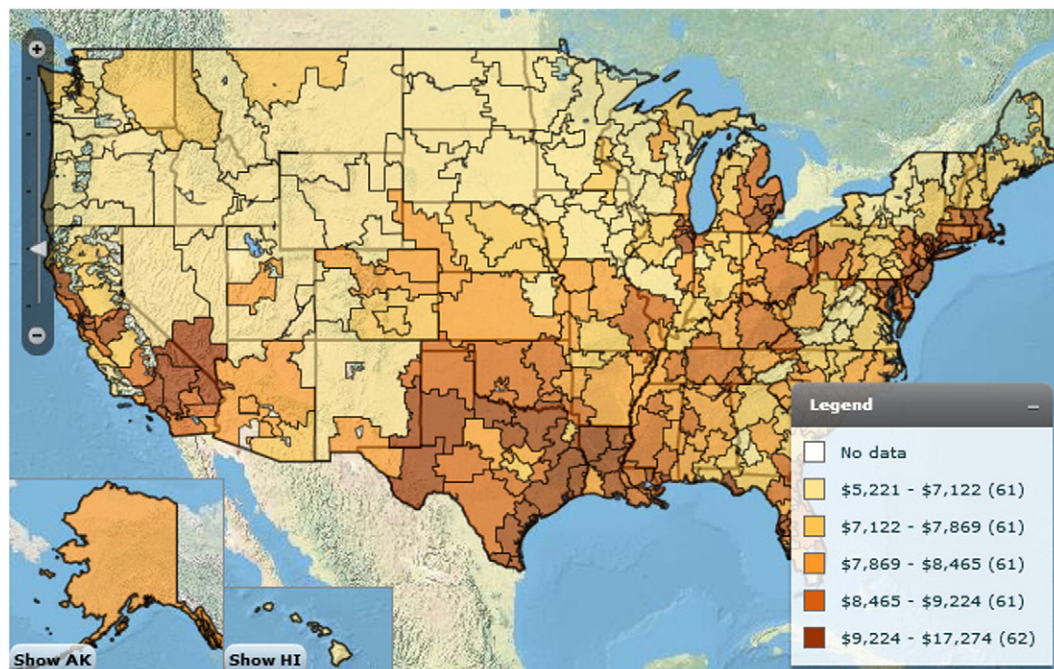 +
−
Legend −
No data
$5,221 - $7,122 (61)
$7,122 - $7,869 (61)
$7,869 - $8,465 (61)
$8,465 - $9,224 (61)
$9,224 - $17,274 (62)
Show AK
Show HI